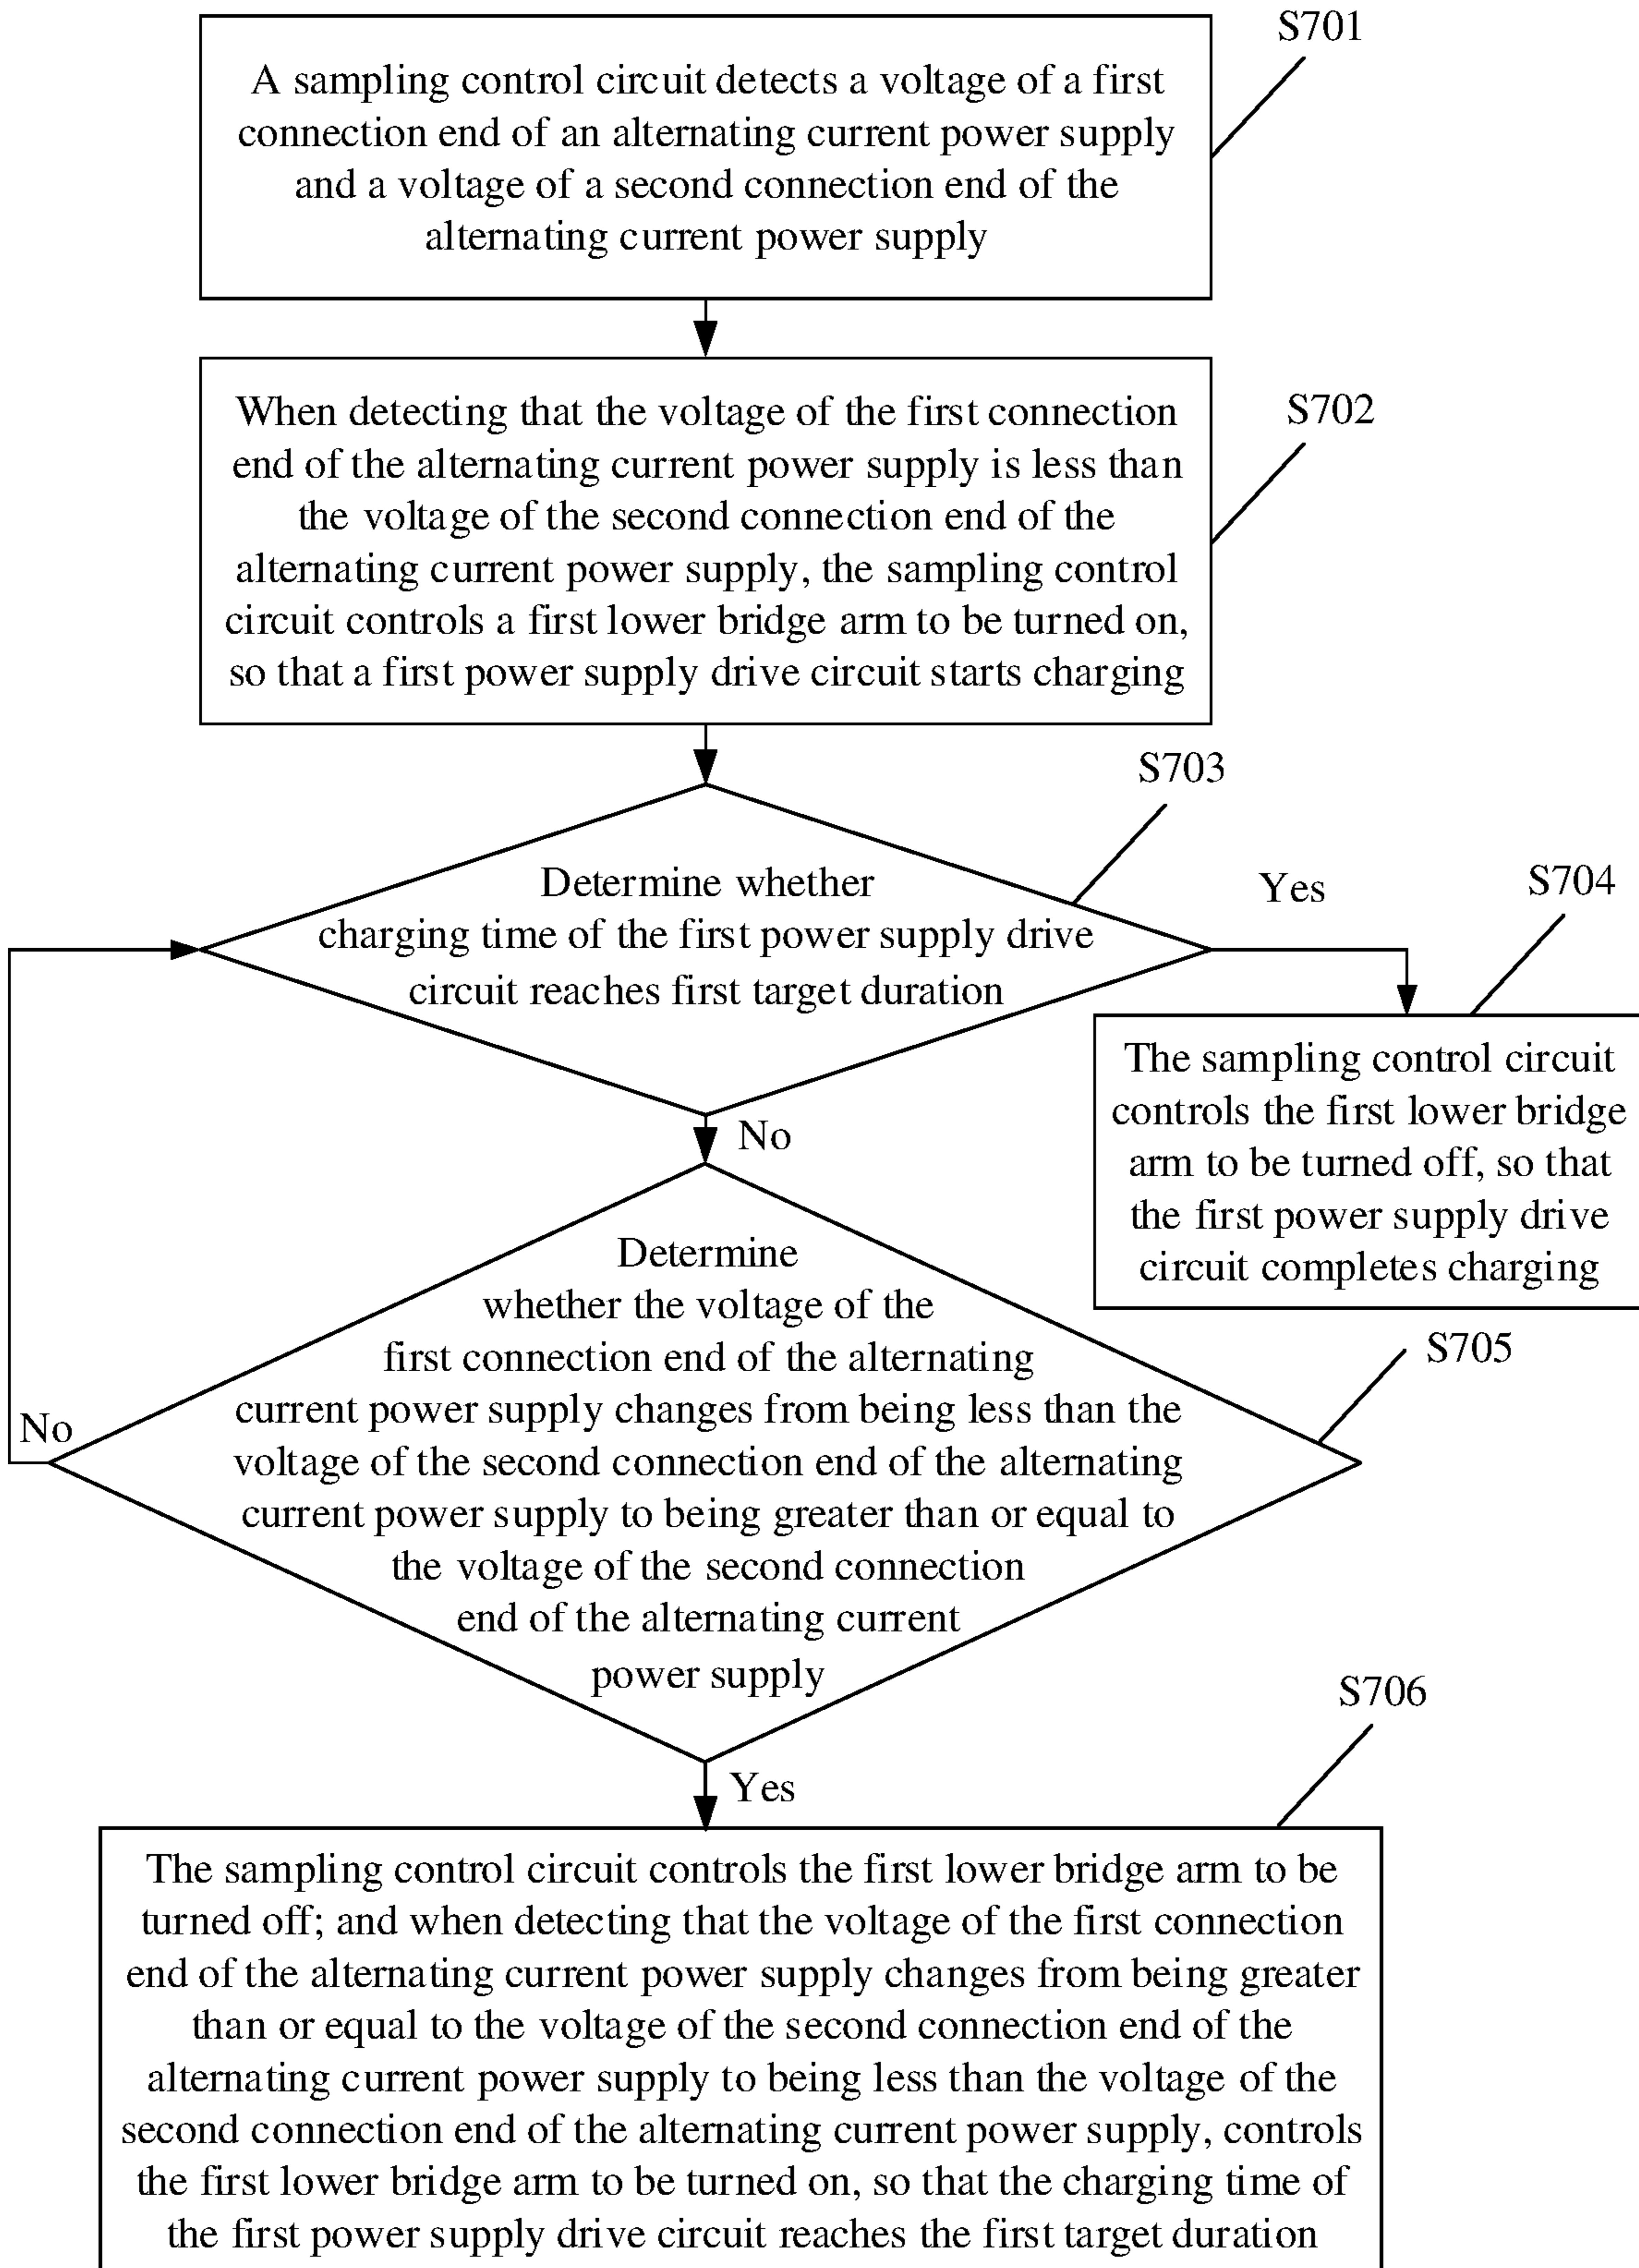 S701
A sampling control circuit detects a voltage of a first
connection end of an alternating current power supply
and a voltage of a second connection end of the
alternating current power supply
S702
When detecting that the voltage of the first connection
end of the alternating current power supply is less than
the voltage of the second connection end of the
alternating current power supply, the sampling control
circuit controls a first lower bridge arm to be turned on,
so that a first power supply drive circuit starts charging
S703
Determine whether
charging time of the first power supply drive
circuit reaches first target duration
Yes
S704
The sampling control circuit
controls the first lower bridge
arm to be turned off, so that
the first power supply drive
circuit completes charging
No
S705
Determine
whether the voltage of the
first connection end of the alternating
current power supply changes from being less than the
voltage of the second connection end of the alternating
current power supply to being greater than or equal to
the voltage of the second connection
end of the alternating current
power supply
No
Yes
S706
The sampling control circuit controls the first lower bridge arm to be
turned off; and when detecting that the voltage of the first connection
end of the alternating current power supply changes from being greater
than or equal to the voltage of the second connection end of the
alternating current power supply to being less than the voltage of the
second connection end of the alternating current power supply, controls
the first lower bridge arm to be turned on, so that the charging time of
the first power supply drive circuit reaches the first target duration